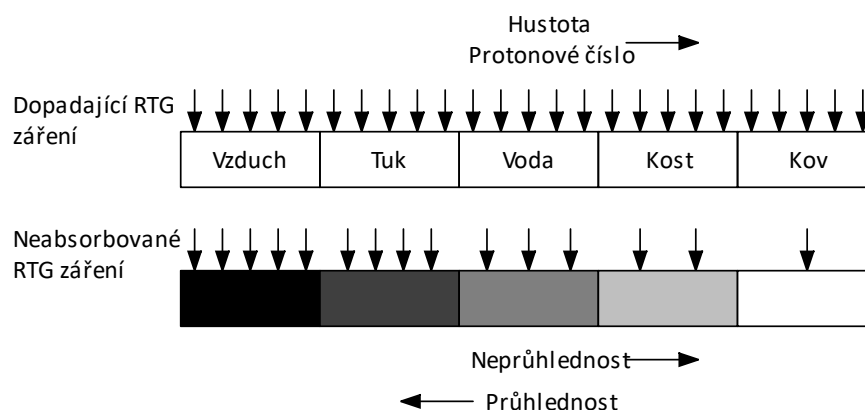 Hustota
Protonové číslo
Dopadající RTG
záření
Vzduch Tuk Voda Kost Kov
Neabsorbované
RTG záření
Neprůhlednost
Průhlednost